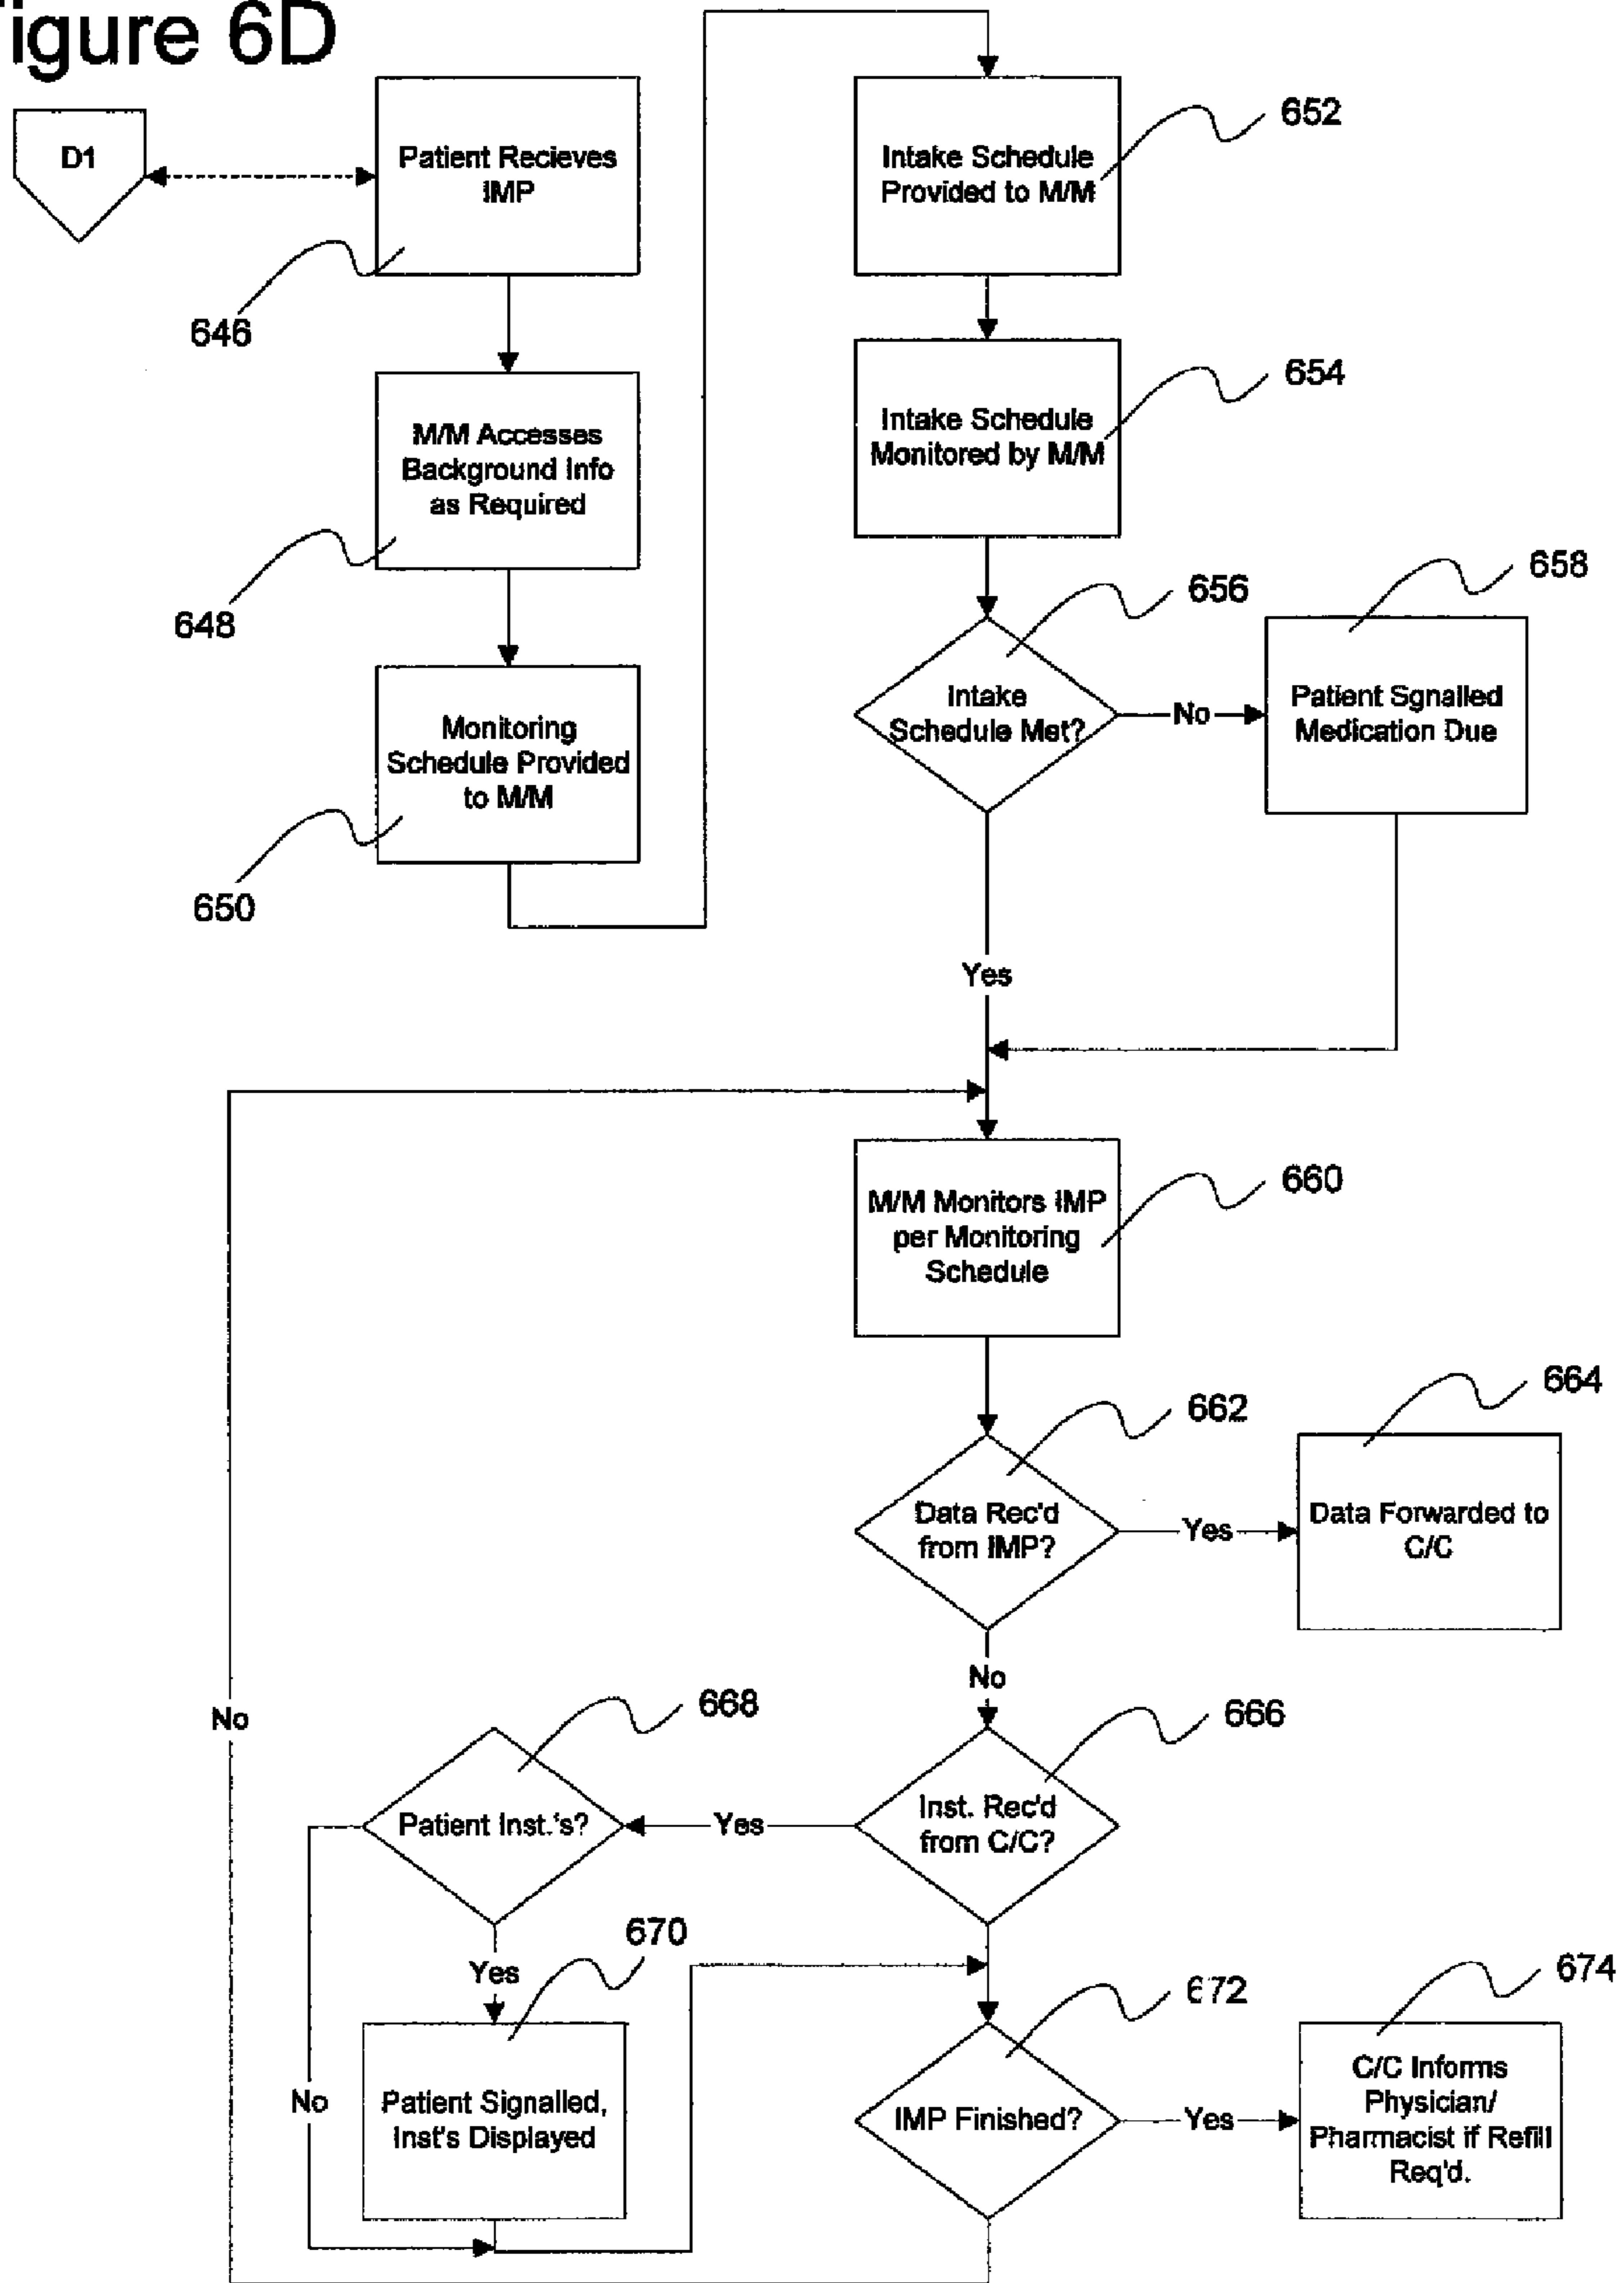 igure 6D
D1
Patient Recieves
IMP
646
M/M Accesses
Background Info
as Required
648
Monitoring
Schedule Provided
to M/M
650
Intake Schedule
Provided to M/M
652
Intake Schedule
Monitored by M/M
654
Intake
Schedule Met?
656
No
Patient Sgnalled
Medication Due
658
Yes
M/M Monitors IMP
per Monitoring
Schedule
660
Data Rec'd
from IMP?
662
Yes
Data Forwarded to
C/C
664
No
Inst. Rec'd
from C/C?
666
Yes
Patient Inst.'s?
668
No
Yes
Patient Signalled,
Inst's Displayed
670
No
IMP Finished?
672
Yes
C/C Informs
Physician/
Pharmacist if Refill
Req'd.
674